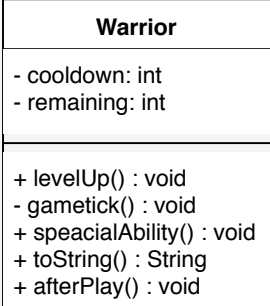 Warrior
- cooldown: int
- remaining: int
+ levelUp() : void
- gametick() : void
+ speacialAbility() : void
+ toString() : String
+ afterPlay() : void